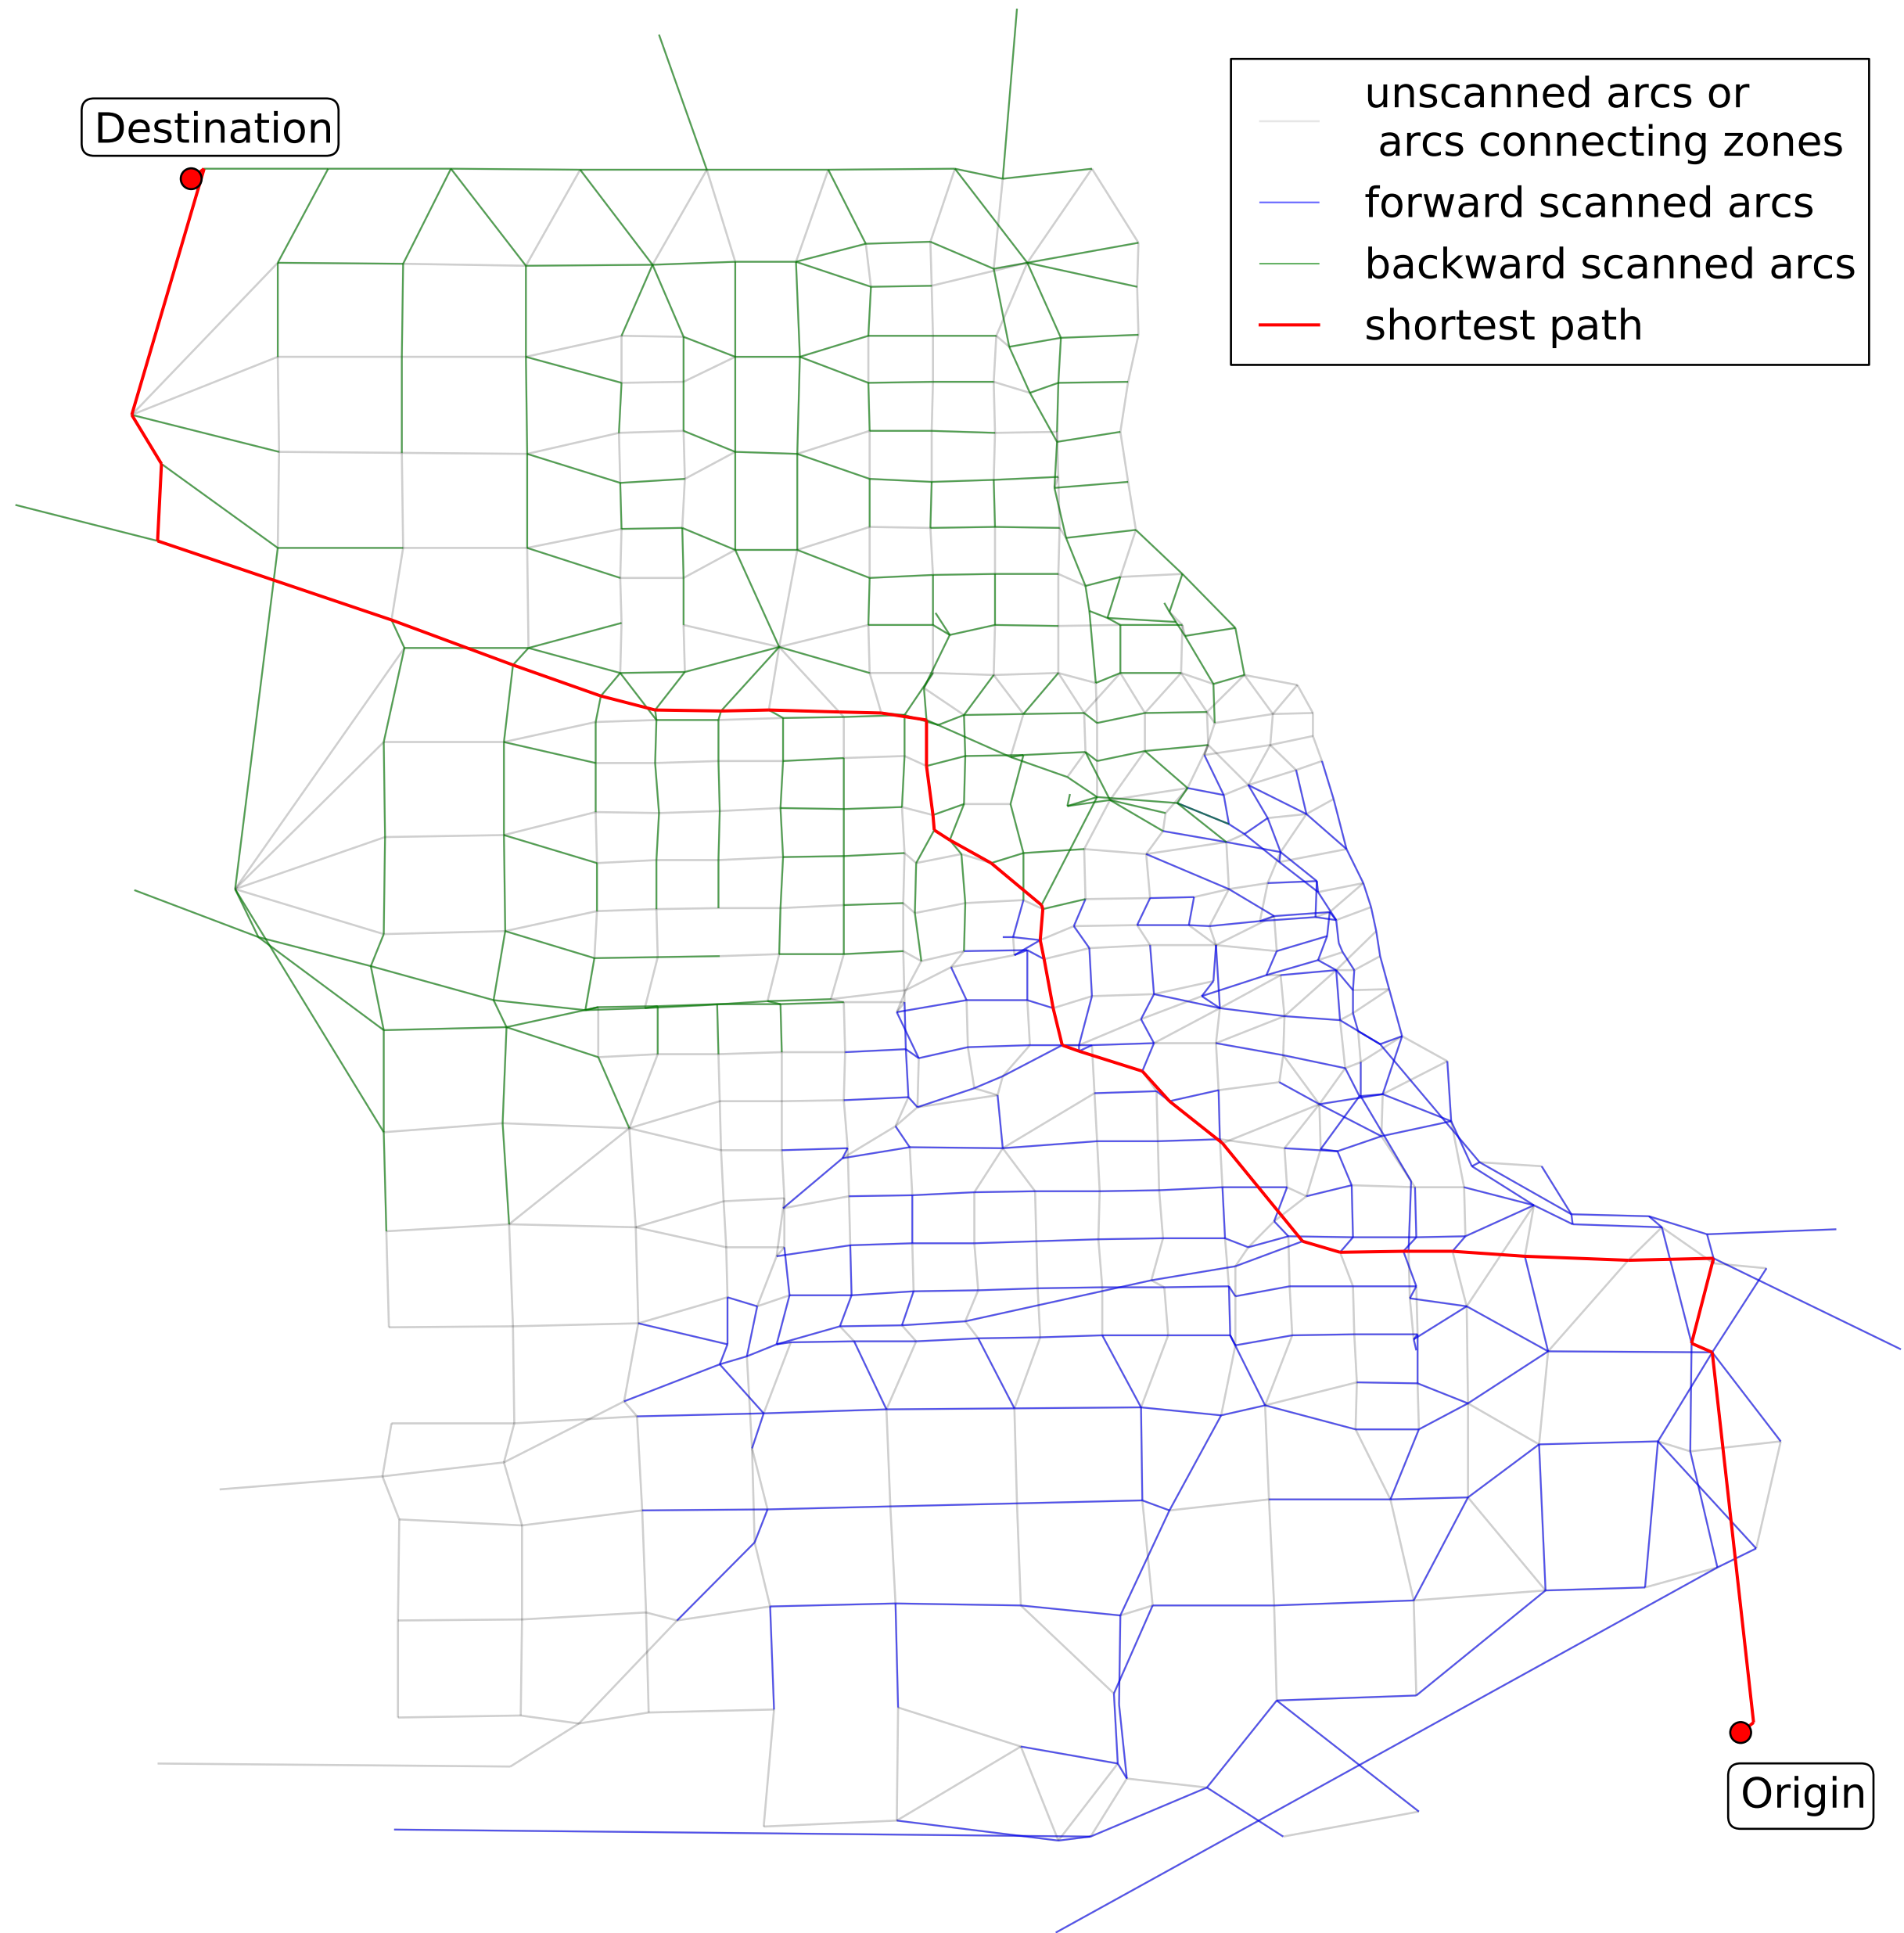 Destination
unscanned arcs or
arcs connecting zones
forward scanned arcs
backward scanned arcs
shortest path
Origin